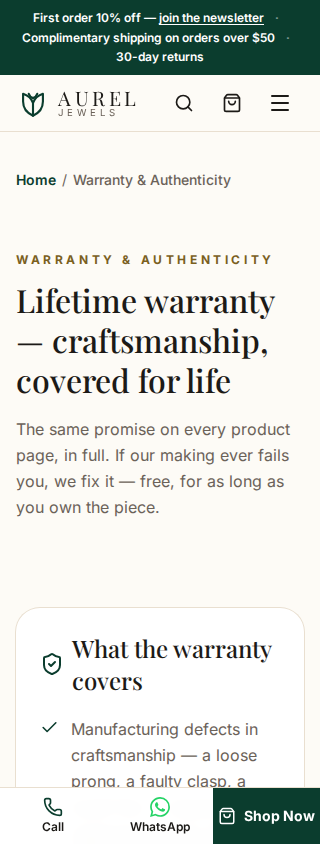 First order 10% off — join the newsletter ·
Complimentary shipping on orders over $50 ·
30-day returns
AUREL
JEWELS
Home / Warranty & Authenticity
WARRANTY & AUTHENTICITY
Lifetime warranty
— craftsmanship,
covered for life
The same promise on every product
page, in full. If our making ever fails
you, we fix it — free, for as long as
you own the piece.
What the warranty
covers
Manufacturing defects in
craftsmanship — a loose
prong, a faulty clasp, a
Call
WhatsApp
Shop Now